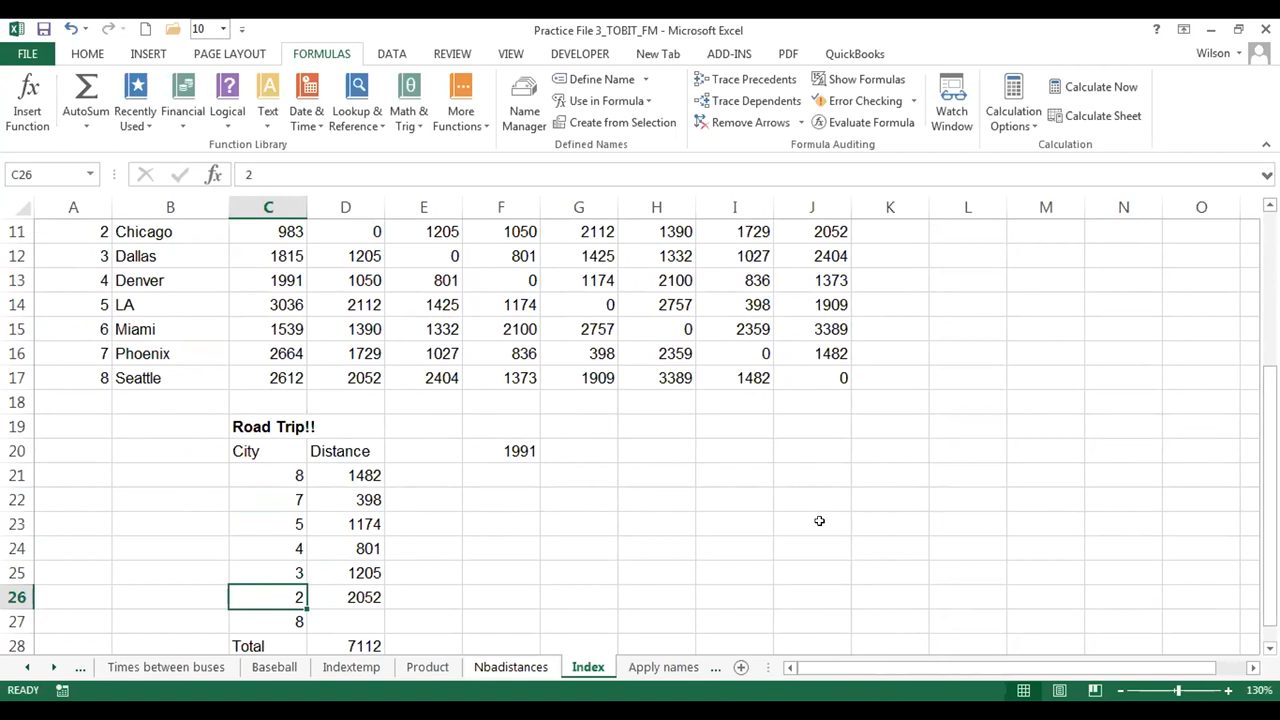 10
Practice File 3_TOBIT_FM - Microsoft Excel
FILE HOME INSERT PAGE LAYOUT FORMULAS DATA REVIEW VIEW DEVELOPER New Tab ADD-INS PDF QuickBooks Wilson
Insert Function
AutoSum
Recently Used
Financial
Logical
Text
Date & Time
Lookup & Reference
Math & Trig
More Functions
Function Library
Name Manager
Define Name
Use in Formula
Create from Selection
Defined Names
Trace Precedents
Trace Dependents
Remove Arrows
Show Formulas
Error Checking
Evaluate Formula
Formula Auditing
Watch Window
Calculation Options
Calculate Now
Calculate Sheet
Calculation
C26 fx 2
A B C D E F G H I J K L M N O
11 2 Chicago 983 0 1205 1050 2112 1390 1729 2052
12 3 Dallas 1815 1205 0 801 1425 1332 1027 2404
13 4 Denver 1991 1050 801 0 1174 2100 836 1373
14 5 LA 3036 2112 1425 1174 0 2757 398 1909
15 6 Miami 1539 1390 1332 2100 2757 0 2359 3389
16 7 Phoenix 2664 1729 1027 836 398 2359 0 1482
17 8 Seattle 2612 2052 2404 1373 1909 3389 1482 0
18
19 Road Trip!!
20 City Distance 1991
21 8 1482
22 7 398
23 5 1174
24 4 801
25 3 1205
26 2 2052
27 8
28 Total 7112
... Times between buses Baseball Indextemp Product Nbadistances Index Apply names ...
READY 130%